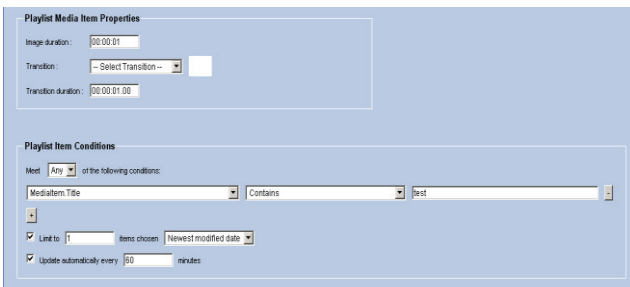 Playlist Media Item Properties
Image duration : 00:00:01
Transition : -- Select Transition --
Transition duration : 00:00:01.00
Playlist Item Conditions
Meet Any of the following conditions:
MediaItem.Title Contains test -
+
Limit to 1 items chosen Newest modified date
Update automatically every 60 minutes